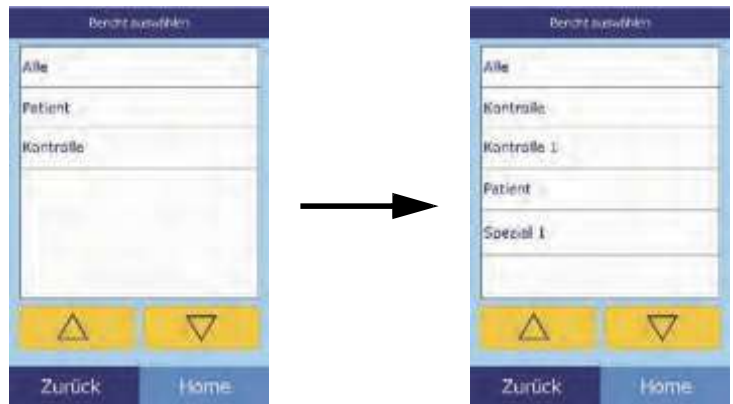 Bericht auswählen
Alle
Patient
Kontrolle
Zurück
Home
Bericht auswählen
Alle
Kontrolle
Kontrolle 1
Patient
Spezial 1
Zurück
Home